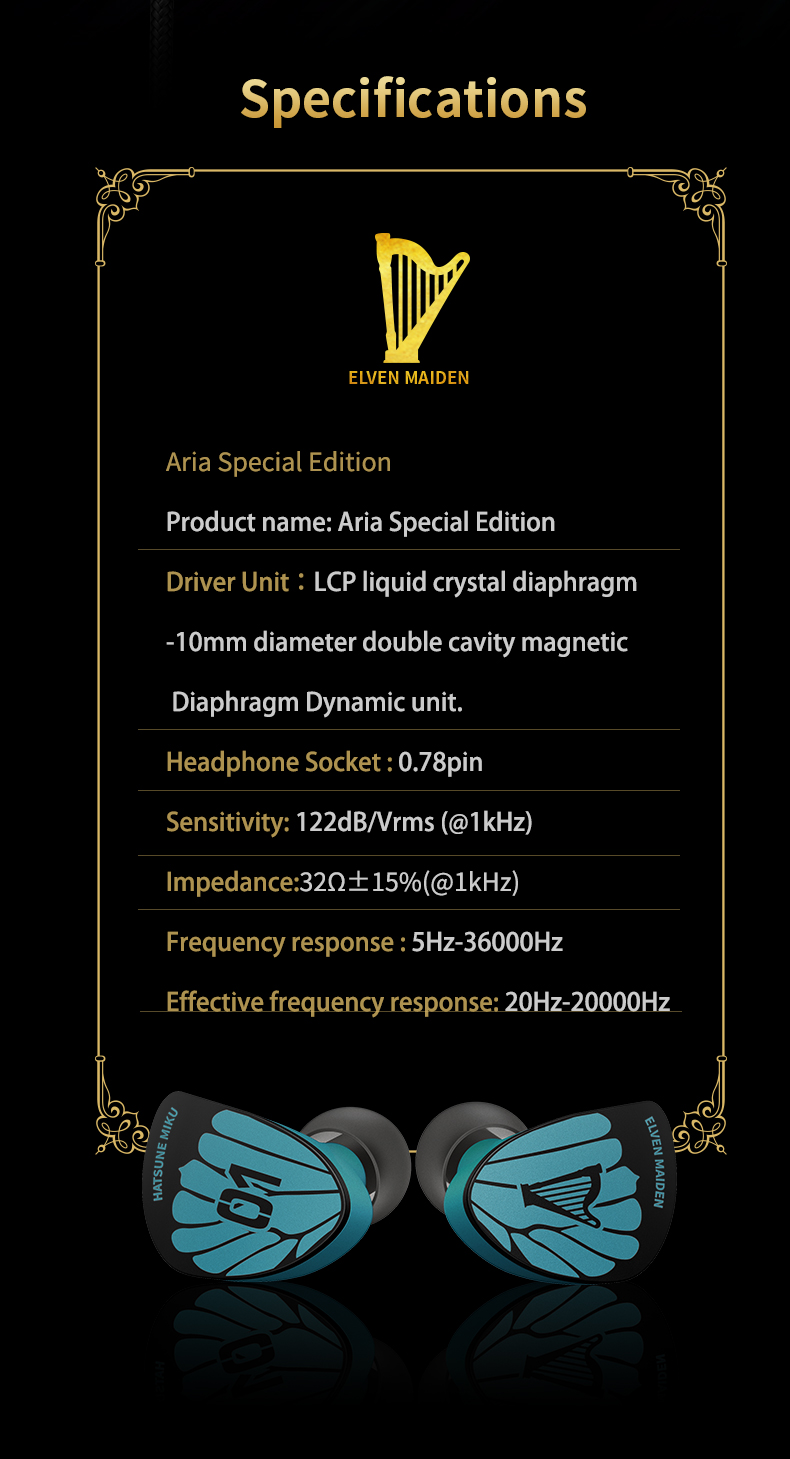 Specifications
ELVEN MAIDEN
Aria Special Edition
Product name: Aria Special Edition
Driver Unit：LCP liquid crystal diaphragm
-10mm diameter double cavity magnetic
Diaphragm Dynamic unit.
Headphone Socket : 0.78pin
Sensitivity: 122dB/Vrms (@1kHz)
Impedance:32Ω±15%(@1kHz)
Frequency response : 5Hz-36000Hz
Effective frequency response: 20Hz-20000Hz
HATSUNE MIKU
01
ELVEN MAIDEN